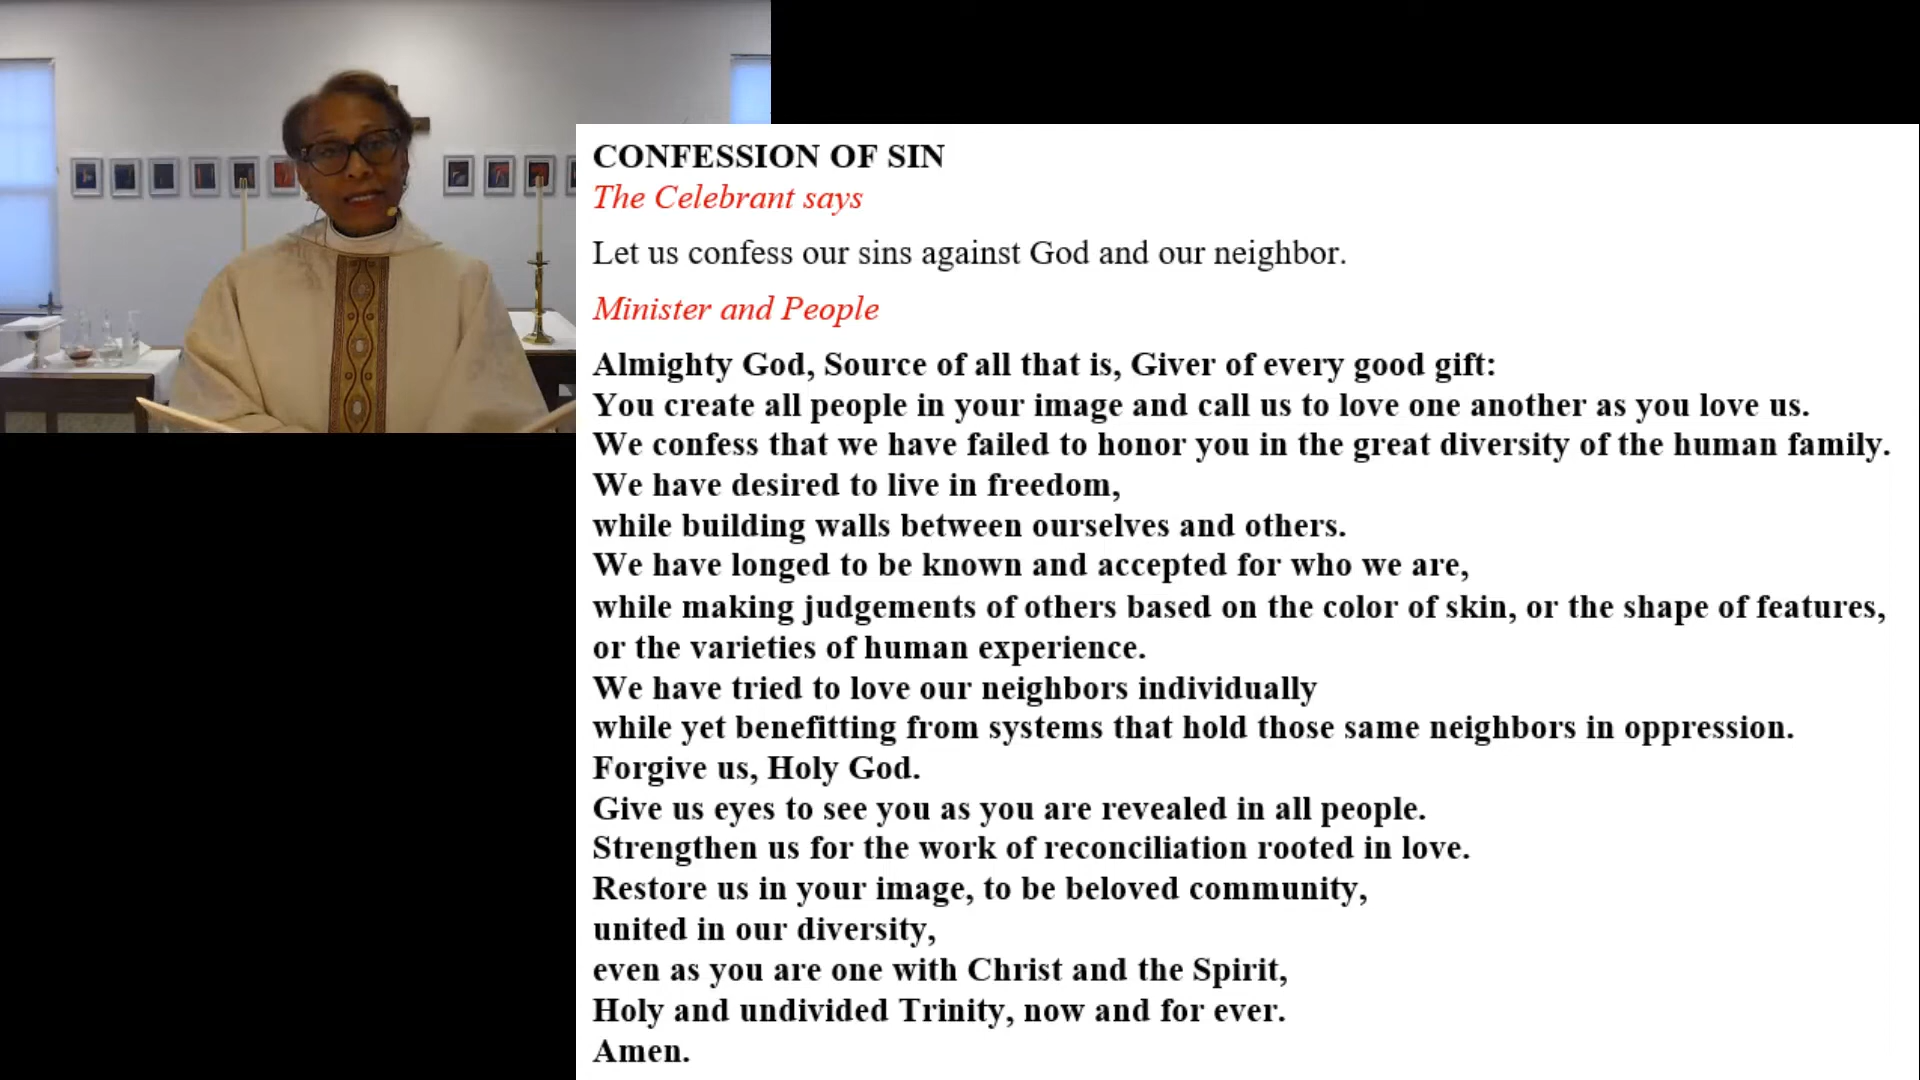 CONFESSION OF SIN
The Celebrant says
Let us confess our sins against God and our neighbor.
Minister and People
Almighty God, Source of all that is, Giver of every good gift:
You create all people in your image and call us to love one another as you love us.
We confess that we have failed to honor you in the great diversity of the human family.
We have desired to live in freedom,
while building walls between ourselves and others.
We have longed to be known and accepted for who we are,
while making judgements of others based on the color of skin, or the shape of features,
or the varieties of human experience.
We have tried to love our neighbors individually
while yet benefitting from systems that hold those same neighbors in oppression.
Forgive us, Holy God.
Give us eyes to see you as you are revealed in all people.
Strengthen us for the work of reconciliation rooted in love.
Restore us in your image, to be beloved community,
united in our diversity,
even as you are one with Christ and the Spirit,
Holy and undivided Trinity, now and for ever.
Amen.